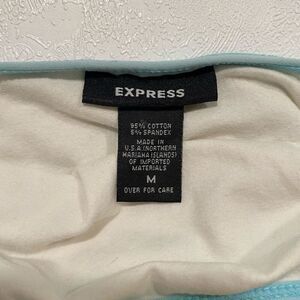 EXPRESS
95% COTTON
5% SPANDEX
MADE IN
U.S.A.(NORTHERN
MARIANA ISLANDS)
OF IMPORTED
MATERIALS
M
OVER FOR CARE